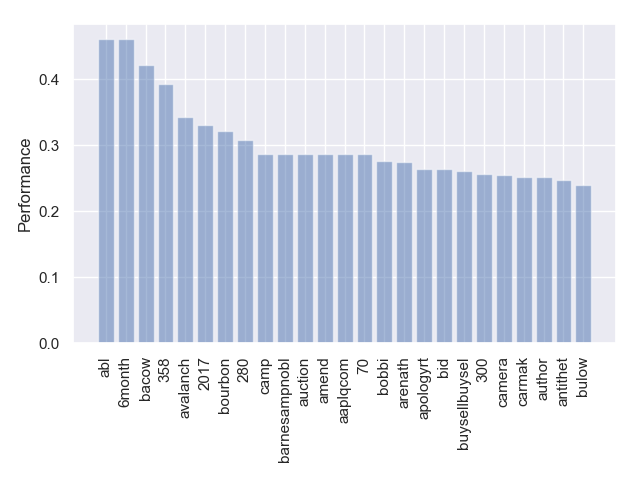 Performance
0.4
0.3
0.2
0.1
0.0
abl
6month
bacow
358
avalanch
2017
bourbon
280
camp
barnesampnobl
auction
amend
aaplqcom
70
bobbi
arenath
apologyrt
bid
buysellbuysel
300
camera
carmak
author
antithet
bulow